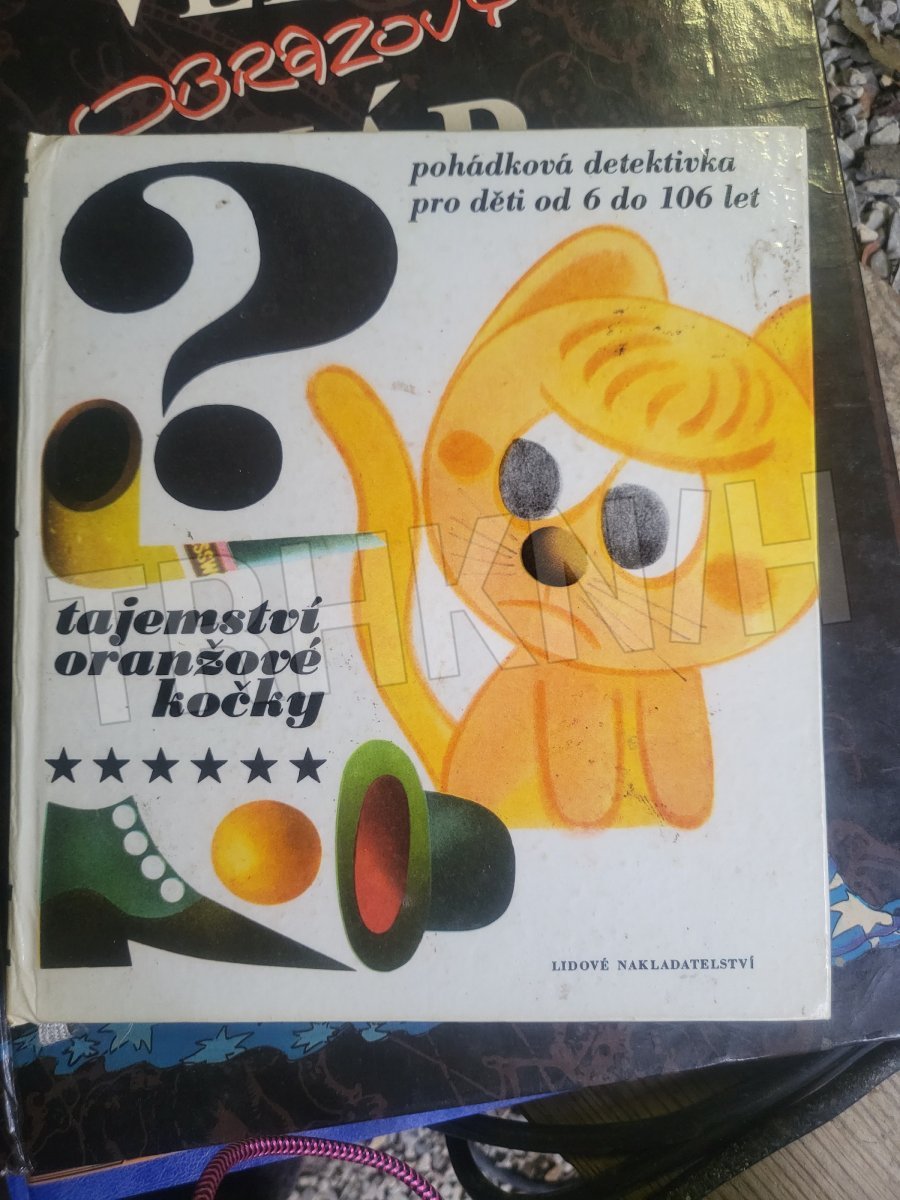 OBRAZOVÝ
pohádková detektivka
pro děti od 6 do 106 let
tajemství
oranžové
kočky
LIDOVÉ NAKLADATELSTVÍ
TRHKNIH